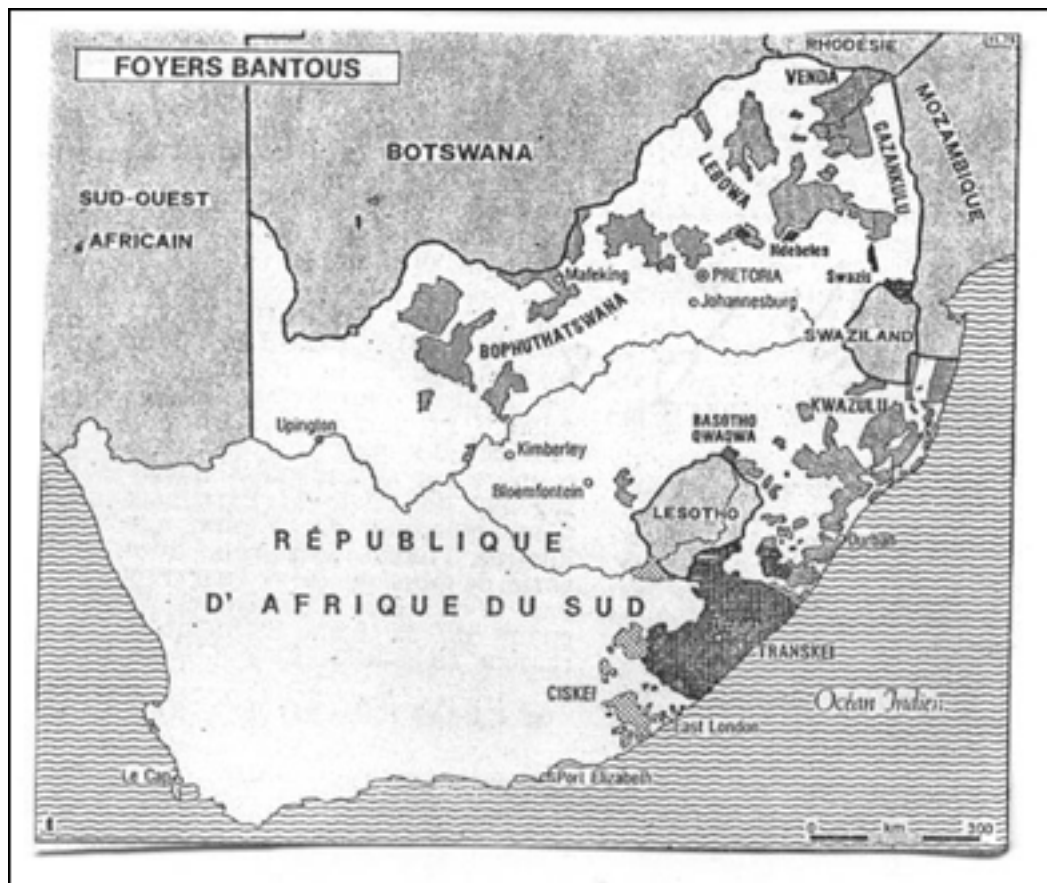 FOYERS BANTOUS
RHODÉSIE
VENDA
MOZAMBIQUE
BOTSWANA
GAZANKULU
LEBOWA
SUD-OUEST
AFRICAIN
Ndebeles
Mafeking
PRETORIA
Swazis
Johannesburg
BOPHUTHATSWANA
SWAZILAND
KWAZULU
Upington
BASOTHO
QWAQWA
Kimberley
Bloemfontein
LESOTHO
RÉPUBLIQUE
Durban
D'AFRIQUE DU SUD
TRANSKEI
CISKEI
Océan Indien
East London
Le Cap
Port Elizabeth
0 km 300